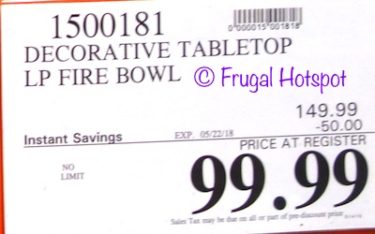 0000015001818
1500181
DECORATIVE TABLETOP
LP FIRE BOWL
© Frugal Hotspot
149.99
Instant Savings EXP. 05/22/18 -50.00
PRICE AT REGISTER
NO
LIMIT
99.99
Sales Tax may be due on all or part of pre-discount price